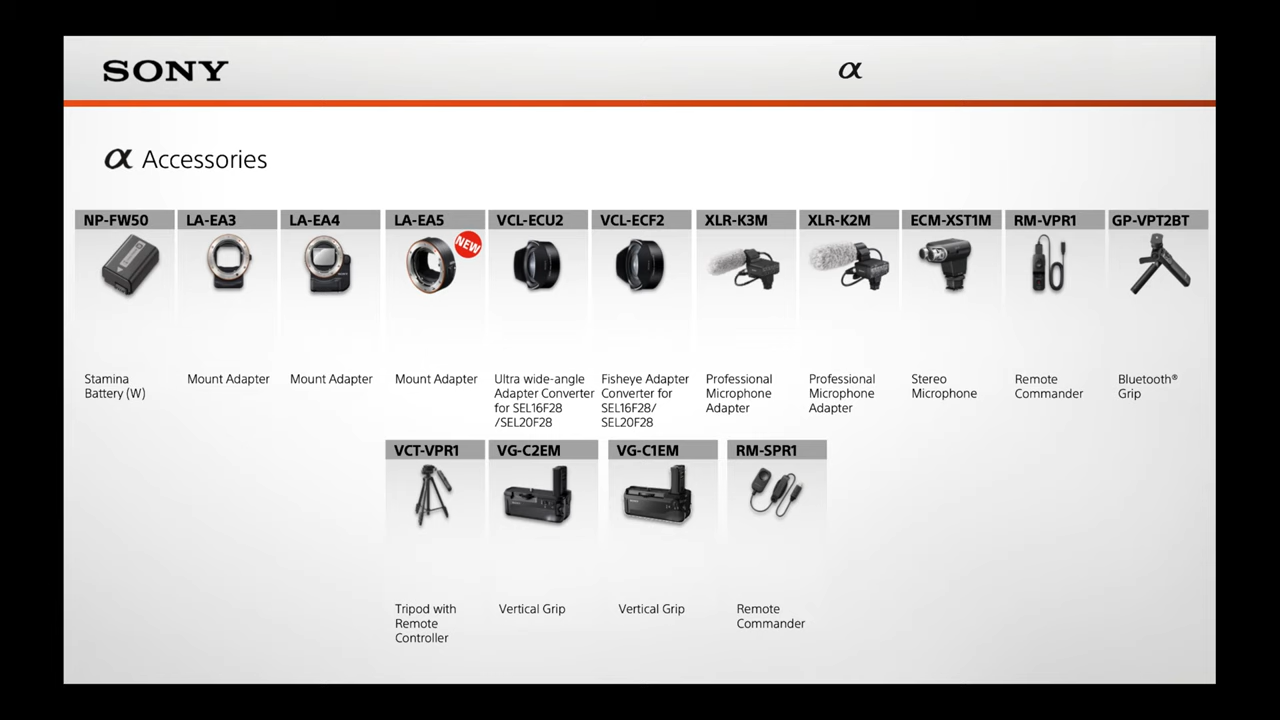 SONY
α
α Accessories
NP-FW50
LA-EA3
LA-EA4
LA-EA5
VCL-ECU2
VCL-ECF2
XLR-K3M
XLR-K2M
ECM-XST1M
RM-VPR1
GP-VPT2BT
NEW
Stamina
Battery (W)
Mount Adapter
Mount Adapter
Mount Adapter
Ultra wide-angle
Adapter Converter
for SEL16F28
/SEL20F28
Fisheye Adapter
Converter for
SEL16F28/
SEL20F28
Professional
Microphone
Adapter
Professional
Microphone
Adapter
Stereo
Microphone
Remote
Commander
Bluetooth®
Grip
VCT-VPR1
VG-C2EM
VG-C1EM
RM-SPR1
Tripod with
Remote
Controller
Vertical Grip
Vertical Grip
Remote
Commander